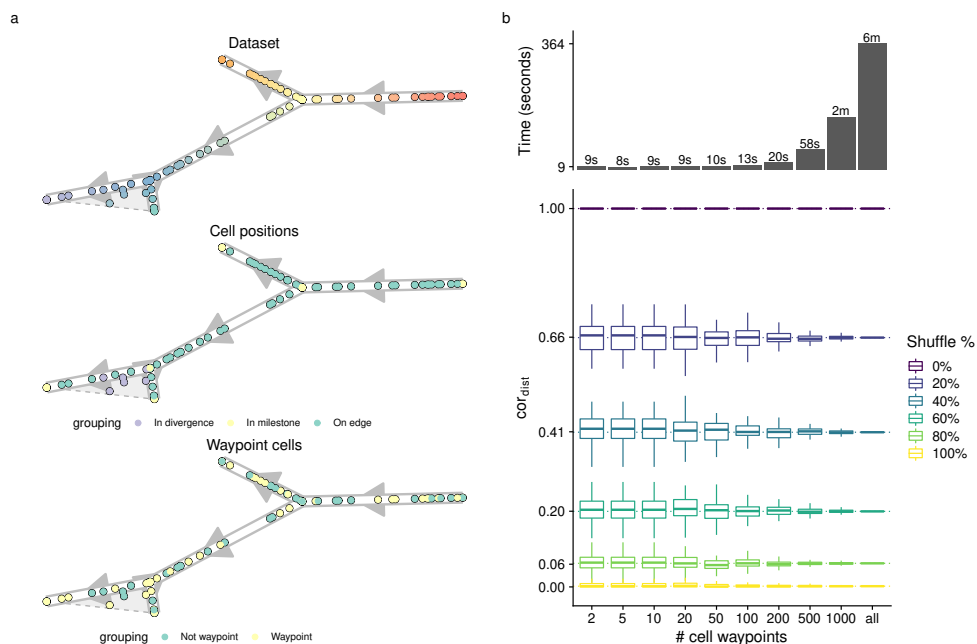 a
Dataset
Cell positions
grouping In divergence In milestone On edge
Waypoint cells
grouping Not waypoint Waypoint
b
Time (seconds)
364
9
9s 8s 9s 9s 10s 13s 20s 58s 2m 6m
cor_dist
1.00
0.66
0.41
0.20
0.06
0.00
2 5 10 20 50 100 200 500 1000 all
# cell waypoints
Shuffle %
0%
20%
40%
60%
80%
100%